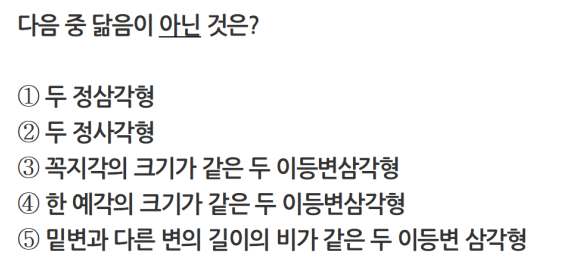 다음 중 닮음이 아닌 것은?
① 두 정삼각형
② 두 정사각형
③ 꼭지각의 크기가 같은 두 이등변삼각형
④ 한 예각의 크기가 같은 두 이등변삼각형
⑤ 밑변과 다른 변의 길이의 비가 같은 두 이등변 삼각형